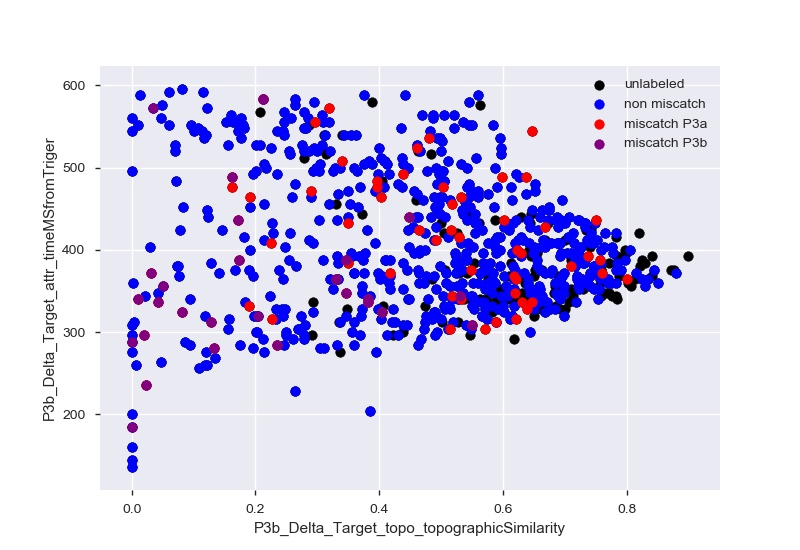 600
500
400
300
200
P3b_Delta_Target_attr_timeMSfromTriger
0.0
0.2
0.4
0.6
0.8
P3b_Delta_Target_topo_topographicSimilarity
unlabeled
non miscatch
miscatch P3a
miscatch P3b